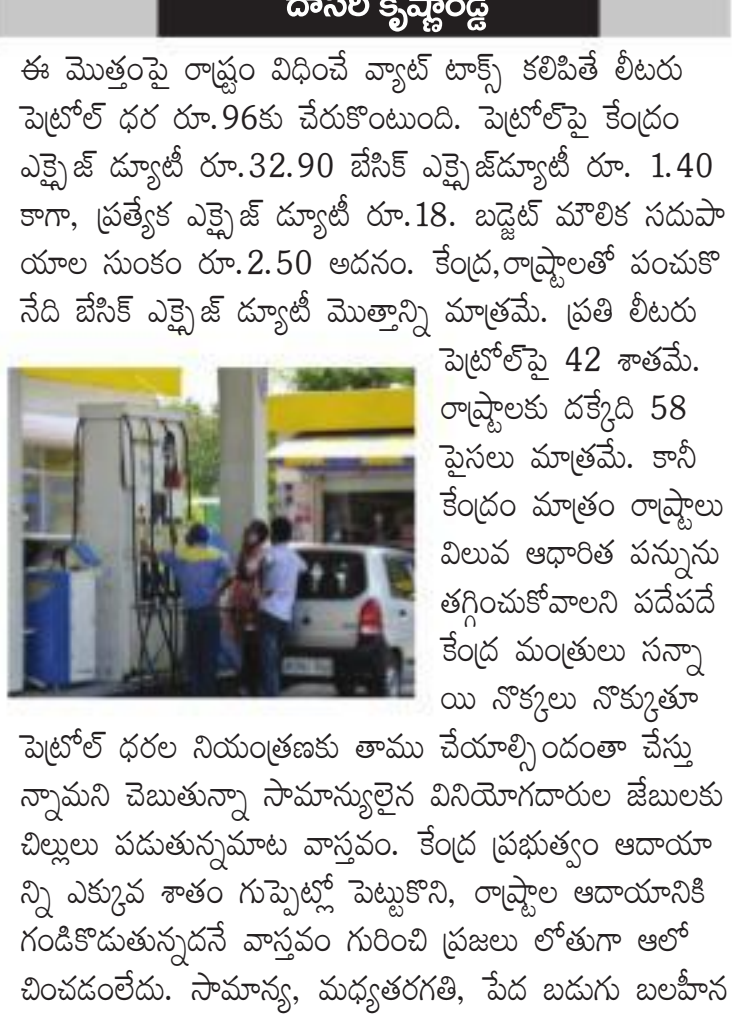 దాసరి కృష్ణారెడ్డి
ఈ మొత్తంపై రాష్ట్రం విధించే వ్యాట్ టాక్స్ కలిపితే లీటరు
పెట్రోల్ ధర రూ.96కు చేరుకొంటుంది. పెట్రోల్‌పై కేంద్రం
ఎక్సైజ్ డ్యూటీ రూ.32.90 బేసిక్ ఎక్సైజ్‌డ్యూటీ రూ. 1.40
కాగా, ప్రత్యేక ఎక్సైజ్ డ్యూటీ రూ.18. బడ్జెట్ మౌలిక సదుపా
యాల సుంకం రూ.2.50 అదనం. కేంద్ర,రాష్ట్రాలతో పంచుకొ
నేది బేసిక్ ఎక్సైజ్ డ్యూటీ మొత్తాన్ని మాత్రమే. ప్రతి లీటరు
పెట్రోల్‌పై 42 శాతమే.
రాష్ట్రాలకు దక్కేది 58
పైసలు మాత్రమే. కానీ
కేంద్రం మాత్రం రాష్ట్రాలు
విలువ ఆధారిత పన్నును
తగ్గించుకోవాలని పదేపదే
కేంద్ర మంత్రులు సన్నా
యి నొక్కలు నొక్కుతూ
పెట్రోల్ ధరల నియంత్రణకు తాము చేయాల్సిందంతా చేస్తు
న్నామని చెబుతున్నా సామాన్యులైన వినియోగదారుల జేబులకు
చిల్లులు పడుతున్నమాట వాస్తవం. కేంద్ర ప్రభుత్వం ఆదాయా
న్ని ఎక్కువ శాతం గుప్పెట్లో పెట్టుకొని, రాష్ట్రాల ఆదాయానికి
గండికొడుతున్నదనే వాస్తవం గురించి ప్రజలు లోతుగా ఆలో
చించడంలేదు. సామాన్య, మధ్యతరగతి, పేద బడుగు బలహీన